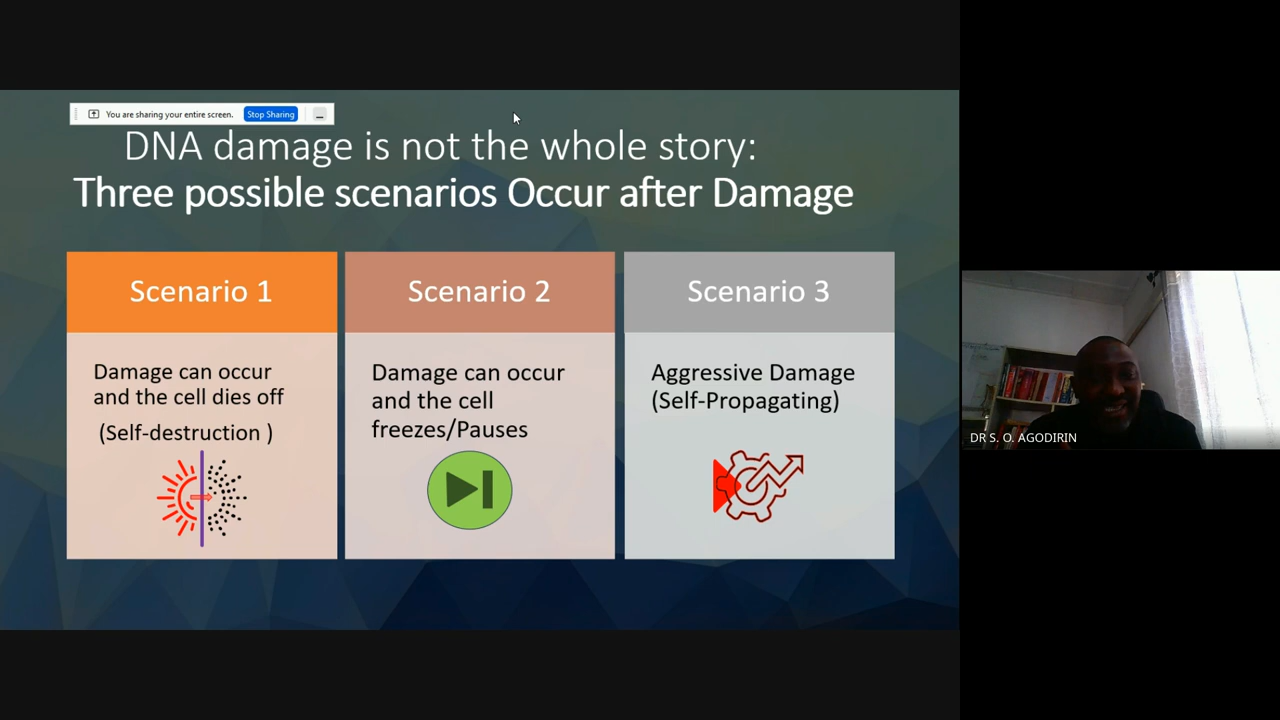 You are sharing your entire screen.
Stop Sharing
DNA damage is not the whole story:
Three possible scenarios Occur after Damage
Scenario 1
Damage can occur
and the cell dies off
(Self-destruction )
Scenario 2
Damage can occur
and the cell
freezes/Pauses
Scenario 3
Aggressive Damage
(Self-Propagating)
DR S. O. AGODIRIN